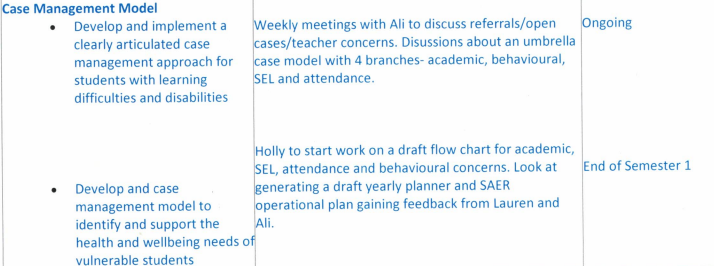 Case Management Model
• Develop and implement a
clearly articulated case
management approach for
students with learning
difficulties and disabilities
Weekly meetings with Ali to discuss referrals/open
cases/teacher concerns. Disussions about an umbrella
case model with 4 branches- academic, behavioural,
SEL and attendance.
Ongoing
• Develop and case
management model to
identify and support the
health and wellbeing needs of
vulnerable students
Holly to start work on a draft flow chart for academic,
SEL, attendance and behavioural concerns. Look at
generating a draft yearly planner and SAER
operational plan gaining feedback from Lauren and
Ali.
End of Semester 1